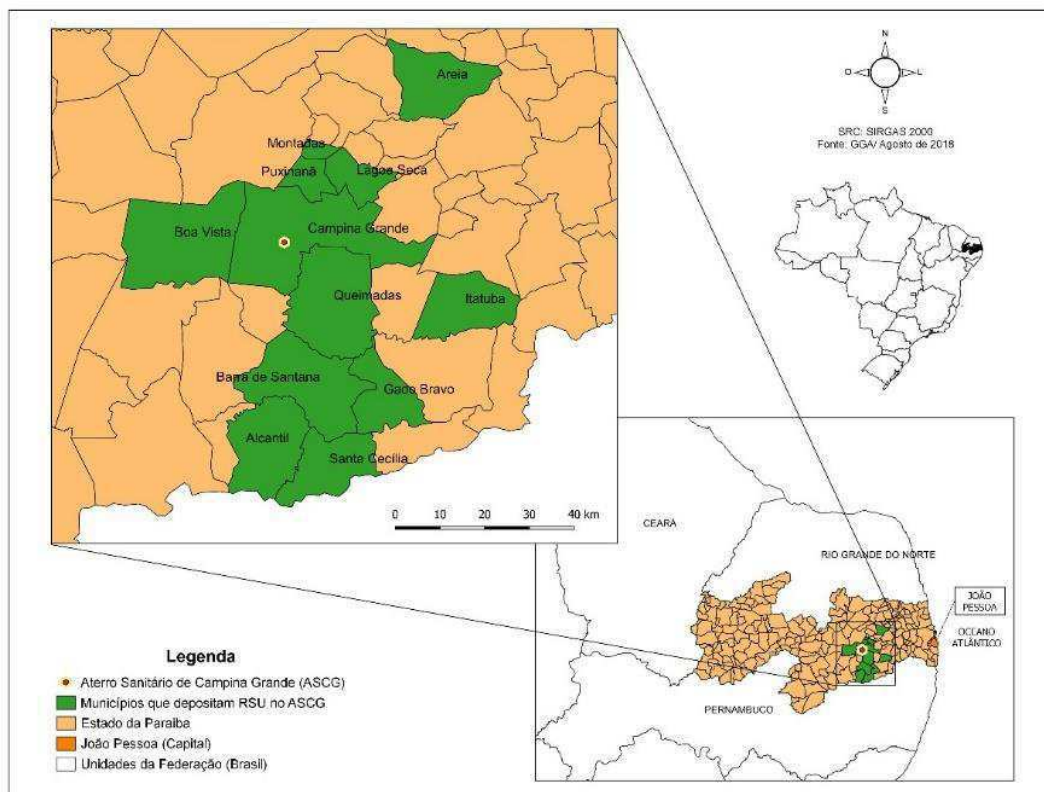 Areia
Montadas
Puxinanã
Lagoa Seca
Boa Vista
Campina Grande
Queimadas
Itatuba
Barra de Santana
Gado Bravo
Alcantil
Santa Cecília
0 10 20 30 40 km
N
O
L
S
SRC: SIRGAS 2000
Fonte: GGA/ Agosto de 2018
CEARÁ
RIO GRANDE DO NORTE
JOÃO
PESSOA
OCEANO
ATLÂNTICO
PERNAMBUCO
Legenda
Aterro Sanitário de Campina Grande (ASCG)
Municípios que depositam RSU no ASCG
Estado da Paraíba
João Pessoa (Capital)
Unidades da Federação (Brasil)